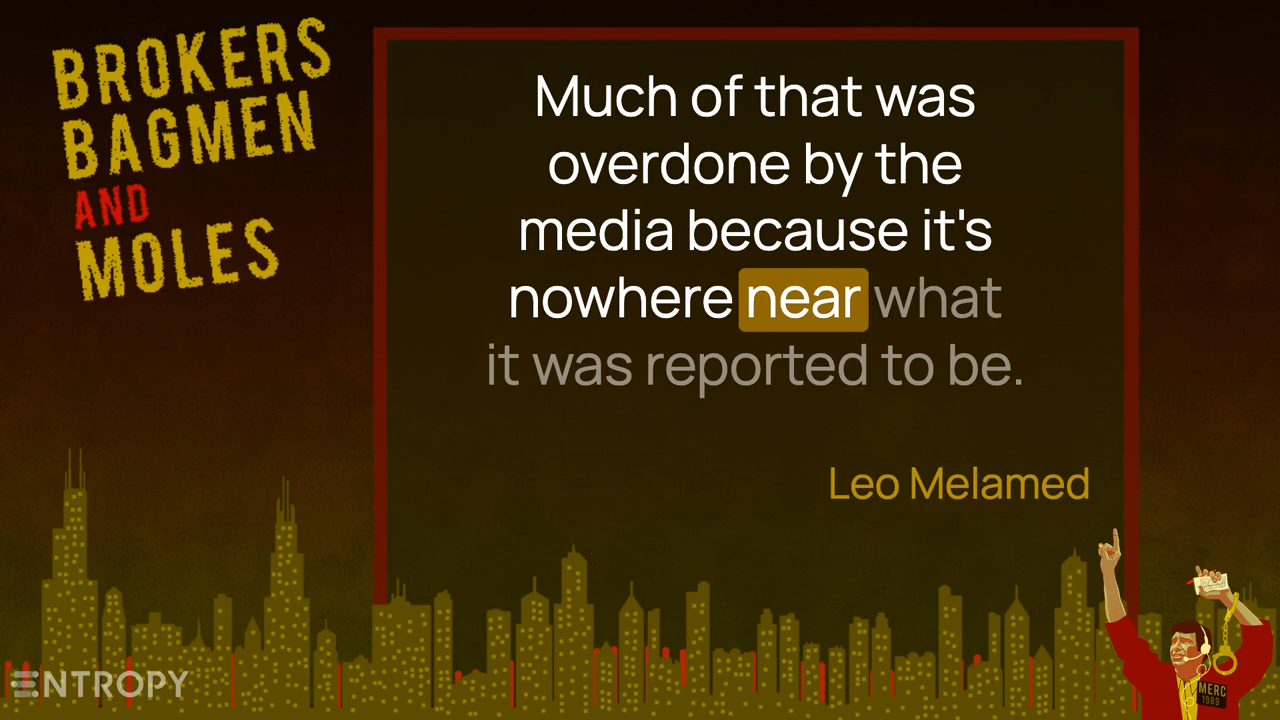 BROKERS
BAGMEN
AND
MOLES
Much of that was
overdone by the
media because it's
nowhere near what
it was reported to be.
Leo Melamed
ENTROPY
MERC
1989